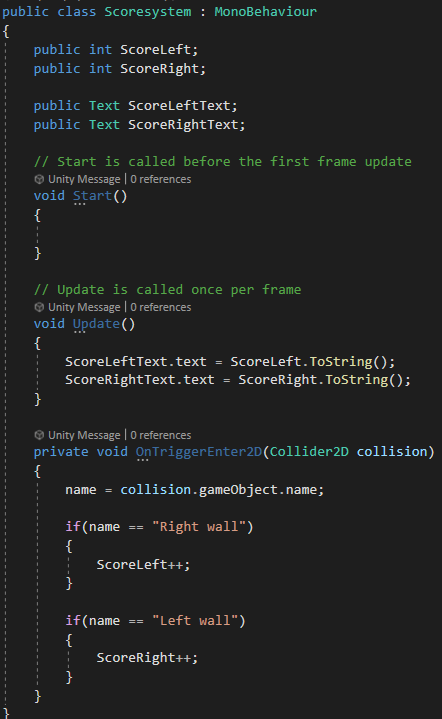 public class Scoresystem : MonoBehaviour
{
public int ScoreLeft;
public int ScoreRight;
public Text ScoreLeftText;
public Text ScoreRightText;
// Start is called before the first frame update
Unity Message | 0 references
void Start()
{
}
// Update is called once per frame
Unity Message | 0 references
void Update()
{
ScoreLeftText.text = ScoreLeft.ToString();
ScoreRightText.text = ScoreRight.ToString();
}
Unity Message | 0 references
private void OnTriggerEnter2D(Collider2D collision)
{
name = collision.gameObject.name;
if(name == "Right wall")
{
ScoreLeft++;
}
if(name == "Left wall")
{
ScoreRight++;
}
}
}